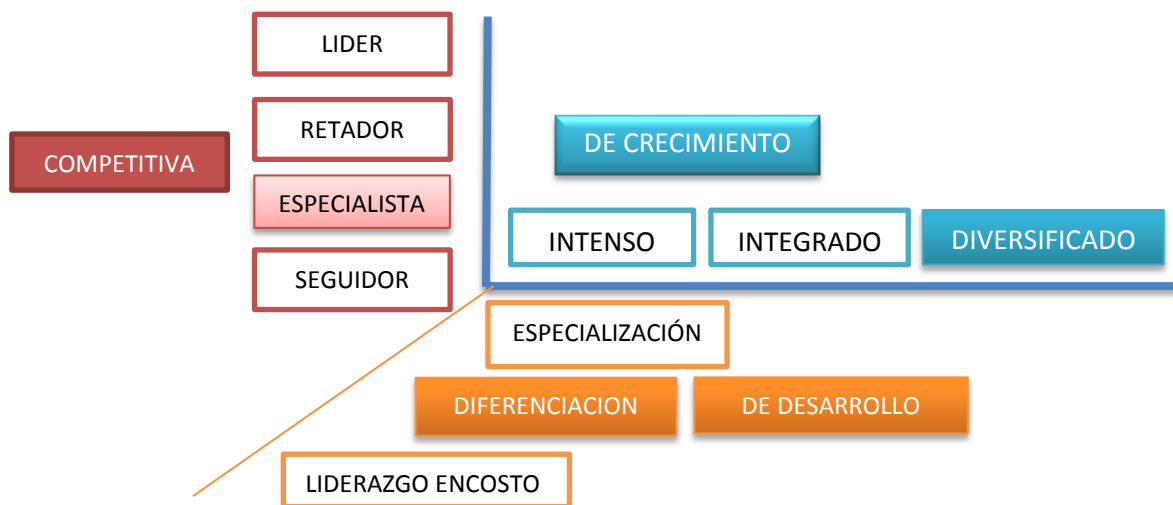 LIDER
RETADOR
COMPETITIVA
ESPECIALISTA
SEGUIDOR
DE CRECIMIENTO
INTENSO
INTEGRADO
DIVERSIFICADO
ESPECIALIZACIÓN
DIFERENCIACION
DE DESARROLLO
LIDERAZGO ENCOSTO